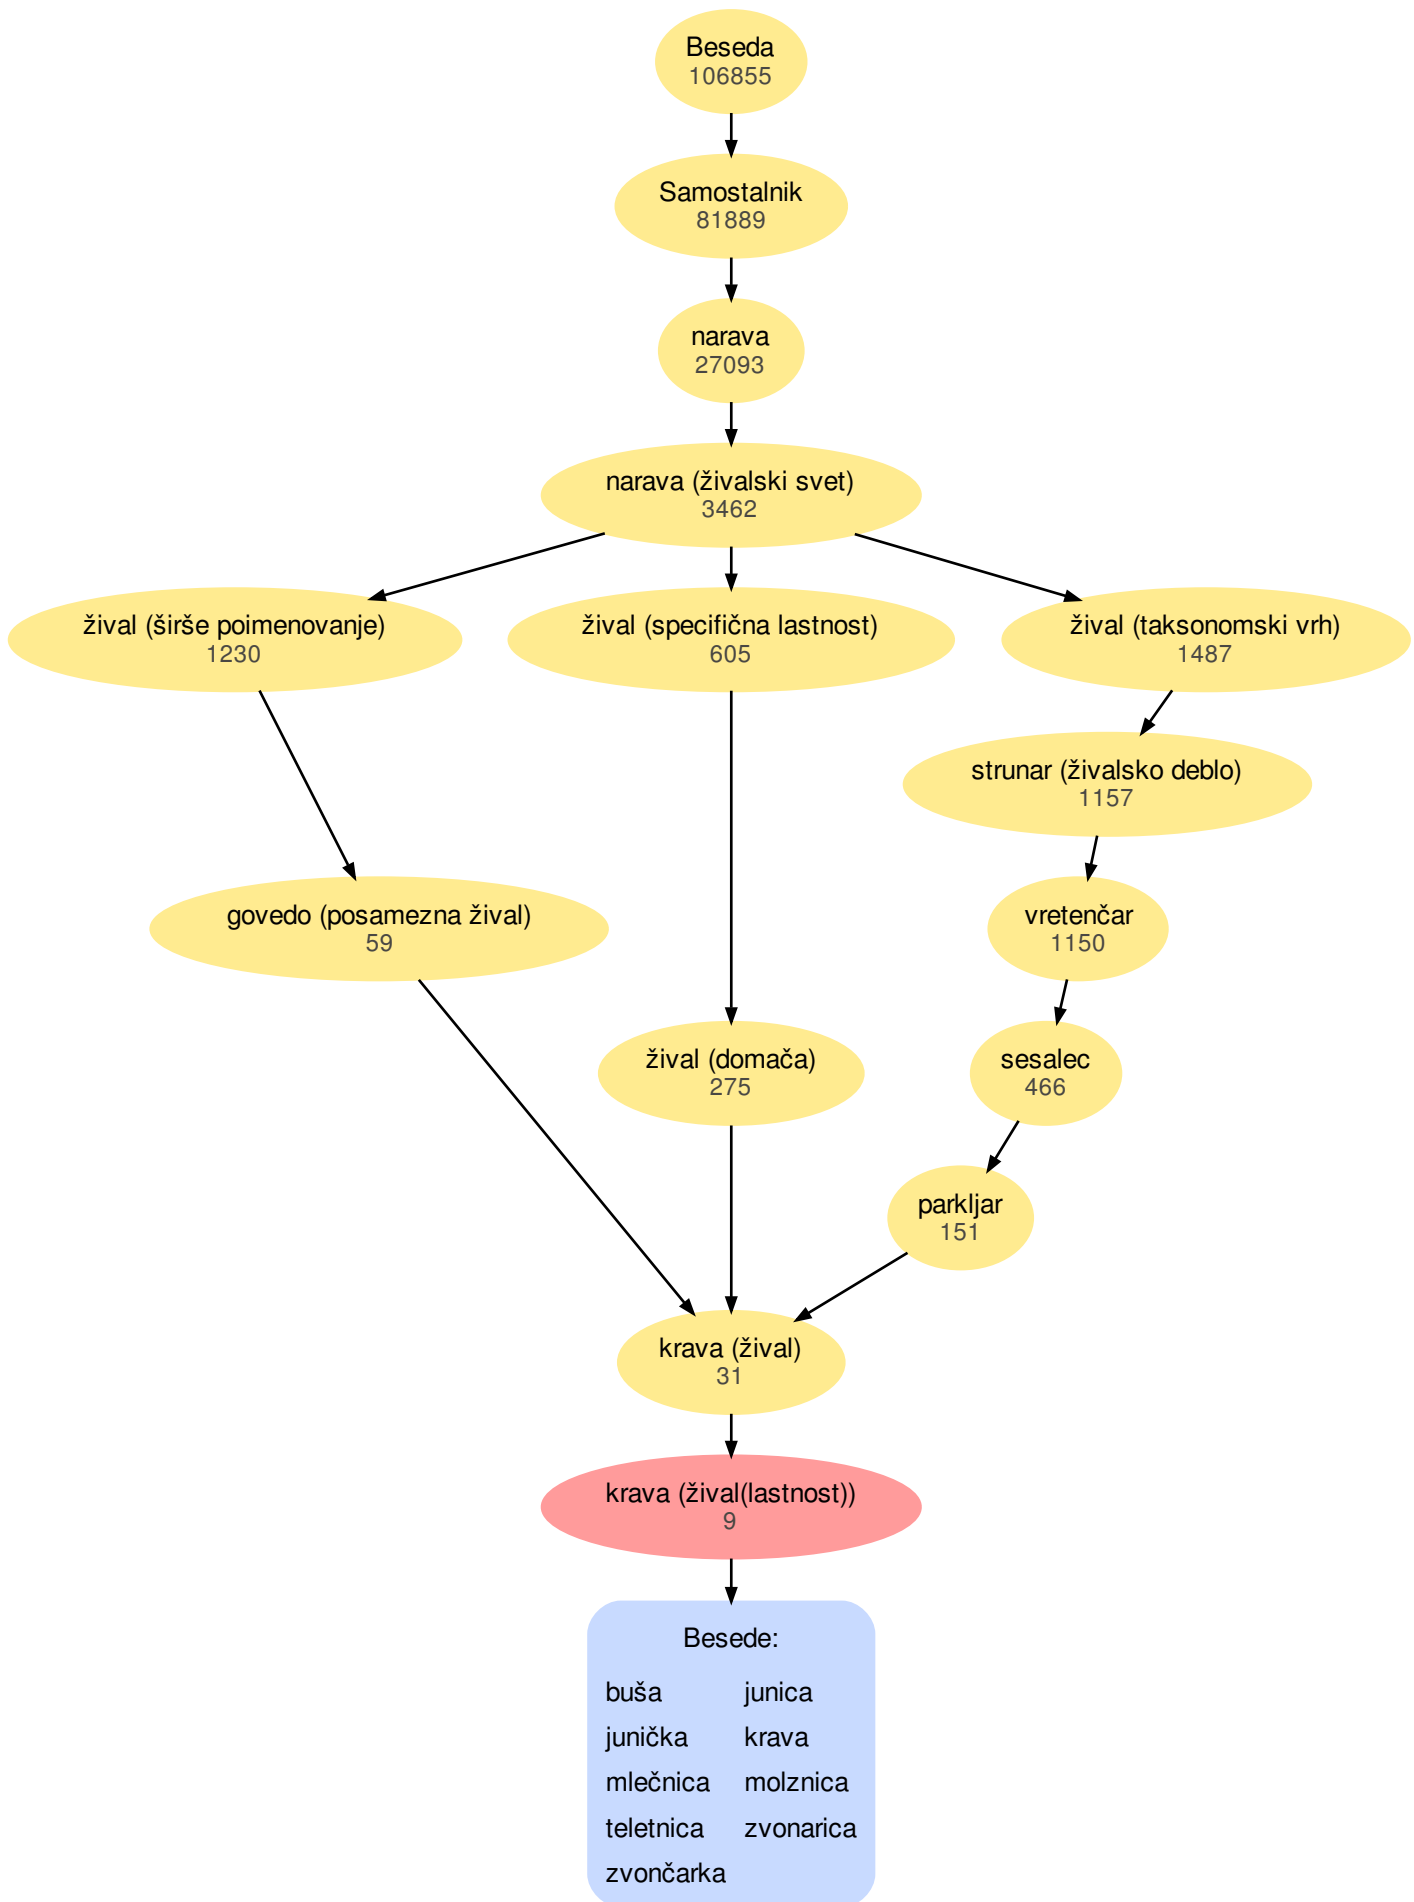 Beseda
106855
Samostalnik
81889
narava
27093
narava (živalski svet)
3462
žival (širše poimenovanje)
1230
žival (specifična lastnost)
605
žival (taksonomski vrh)
1487
strunar (živalsko deblo)
1157
govedo (posamezna žival)
59
vretenčar
1150
žival (domača)
275
sesalec
466
parkljar
151
krava (žival)
31
krava (žival(lastnost))
9
Besede:
buša junica
junička krava
mlečnica molznica
teletnica zvonarica
zvončarka